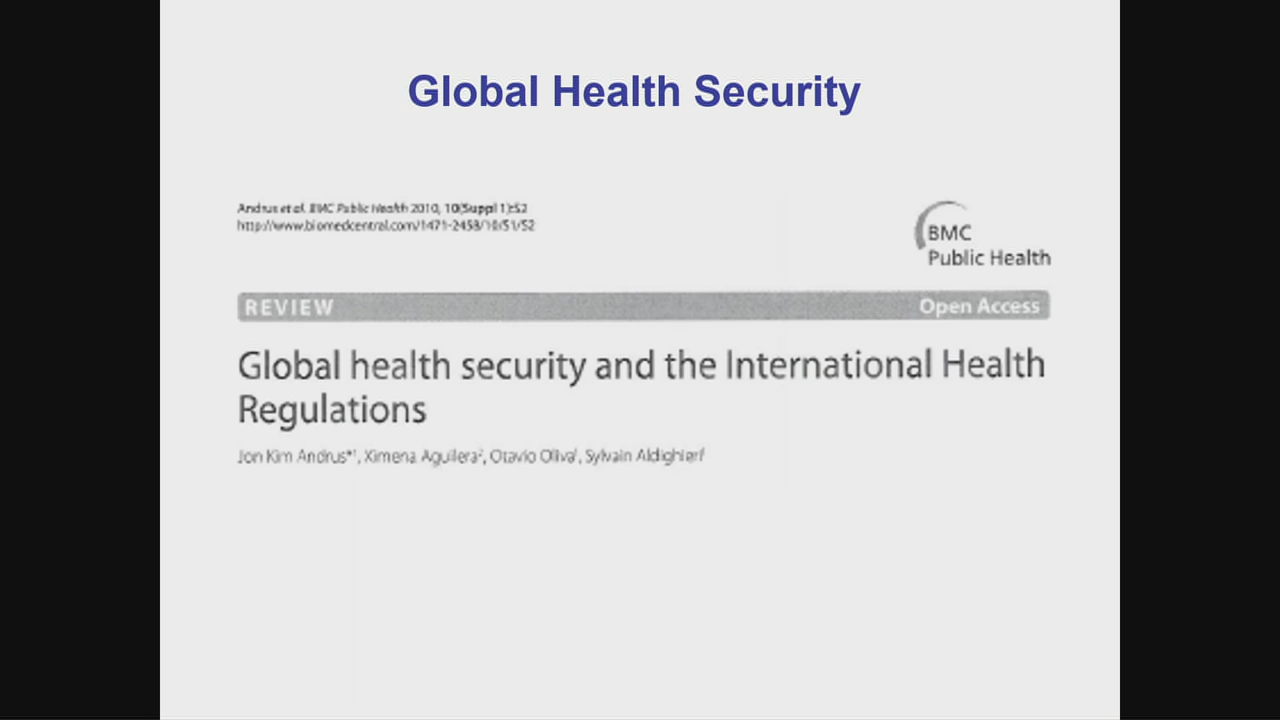 Global Health Security
Andrus et al. BMC Public Health 2010, 10(Suppl 1):S2
http://www.biomedcentral.com/1471-2458/10/S1/S2
BMC
Public Health
REVIEW Open Access
Global health security and the International Health
Regulations
Jon Kim Andrus*¹, Ximena Aguilera², Otavio Oliva¹, Sylvain Aldighieri¹